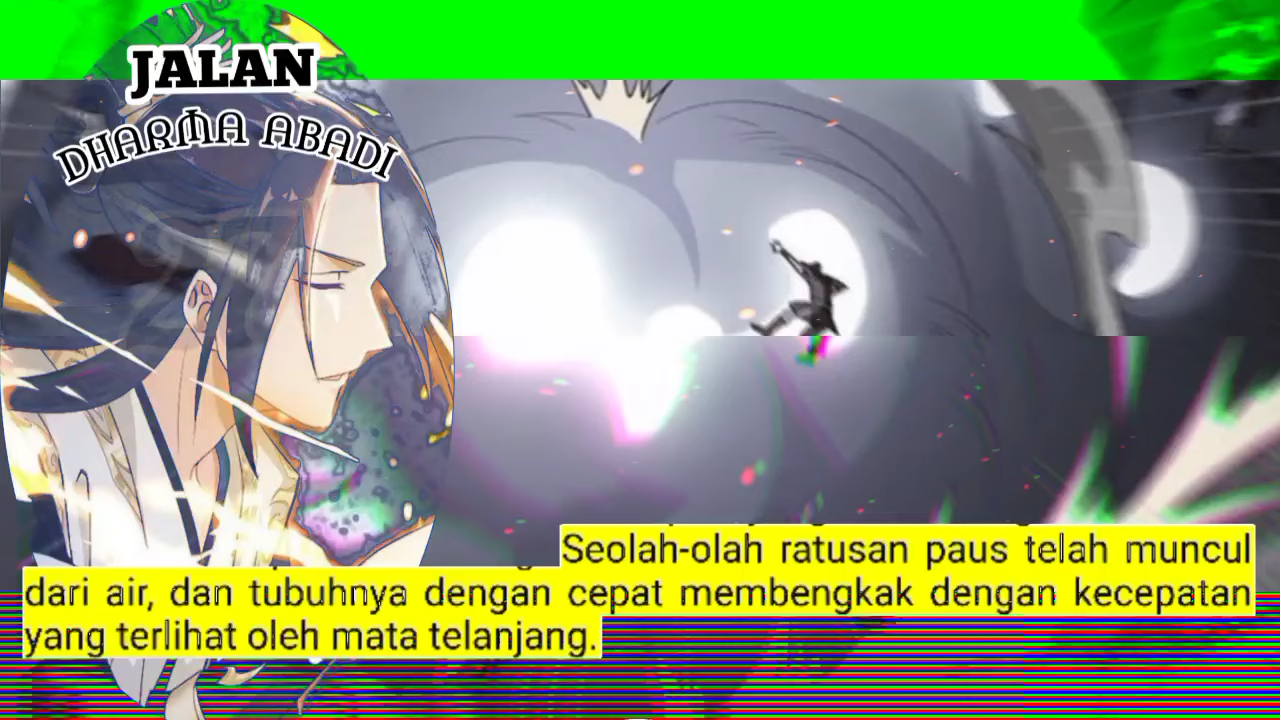 JALAN
DHARMA ABADI
Seolah-olah ratusan paus telah muncul
dari air, dan tubuhnya dengan cepat membengkak dengan kecepatan
yang terlihat oleh mata telanjang.